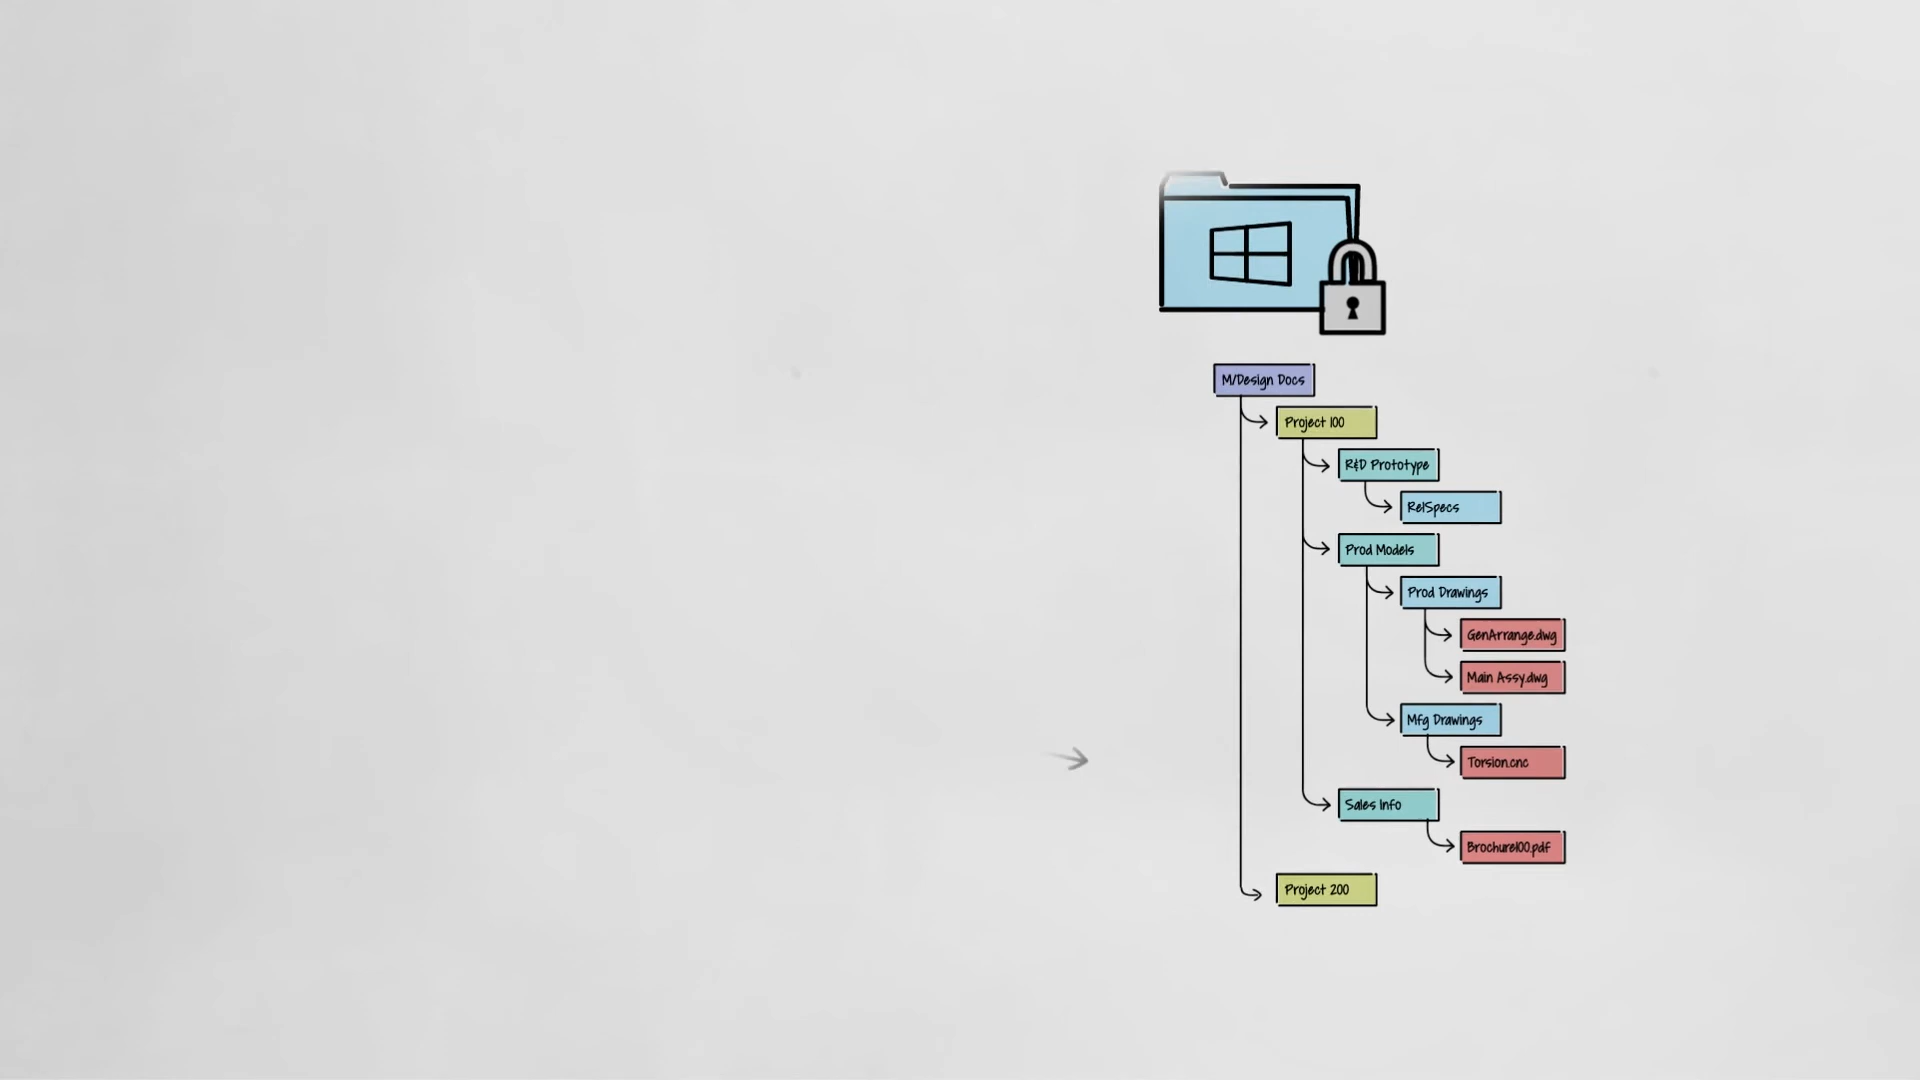 M/Design Docs
Project 100
R&D Prototype
RelSpecs
Prod Models
Prod Drawings
GenArrange.dwg
Main Assy.dwg
Mfg Drawings
Torsion.cnc
Sales Info
Brochure100.pdf
Project 200